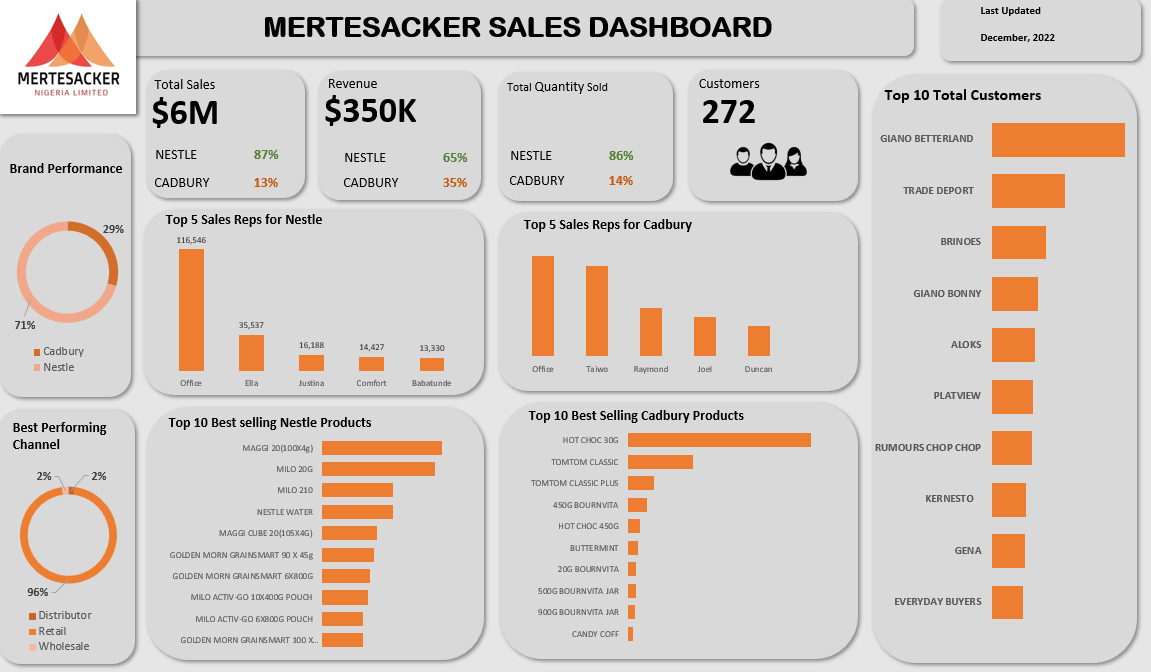 MERTESACKER
NIGERIA LIMITED
MERTESACKER SALES DASHBOARD
Last Updated
December, 2022
Total Sales
$6M
NESTLE 87%
CADBURY 13%
Revenue
$350K
NESTLE 65%
CADBURY 35%
Total Quantity Sold
NESTLE 86%
CADBURY 14%
Customers
272
Brand Performance
29%
71%
Cadbury
Nestle
Top 5 Sales Reps for Nestle
116,546
35,537
16,188
14,427
13,330
Office Ella Justina Comfort Babatunde
Top 5 Sales Reps for Cadbury
Office Taiwo Raymond Joel Duncan
Top 10 Total Customers
GIANO BETTERLAND
TRADE DEPORT
BRINOES
GIANO BONNY
ALOKS
PLATVIEW
RUMOURS CHOP CHOP
KERNESTO
GENA
EVERYDAY BUYERS
Best Performing
Channel
2% 2%
96%
Distributor
Retail
Wholesale
Top 10 Best selling Nestle Products
MAGGI 20(100X4g)
MILO 20G
MILO 210
NESTLE WATER
MAGGI CUBE 20(105X4G)
GOLDEN MORN GRAINSMART 90 X 45g
GOLDEN MORN GRAINSMART 6X800G
MILO ACTIV-GO 10X400G POUCH
MILO ACTIV-GO 6X800G POUCH
GOLDEN MORN GRAINSMART 100 X...
Top 10 Best Selling Cadbury Products
HOT CHOC 30G
TOMTOM CLASSIC
TOMTOM CLASSIC PLUS
450G BOURNVITA
HOT CHOC 450G
BUTTERMINT
20G BOURNVITA
500G BOURNVITA JAR
900G BOURNVITA JAR
CANDY COFF